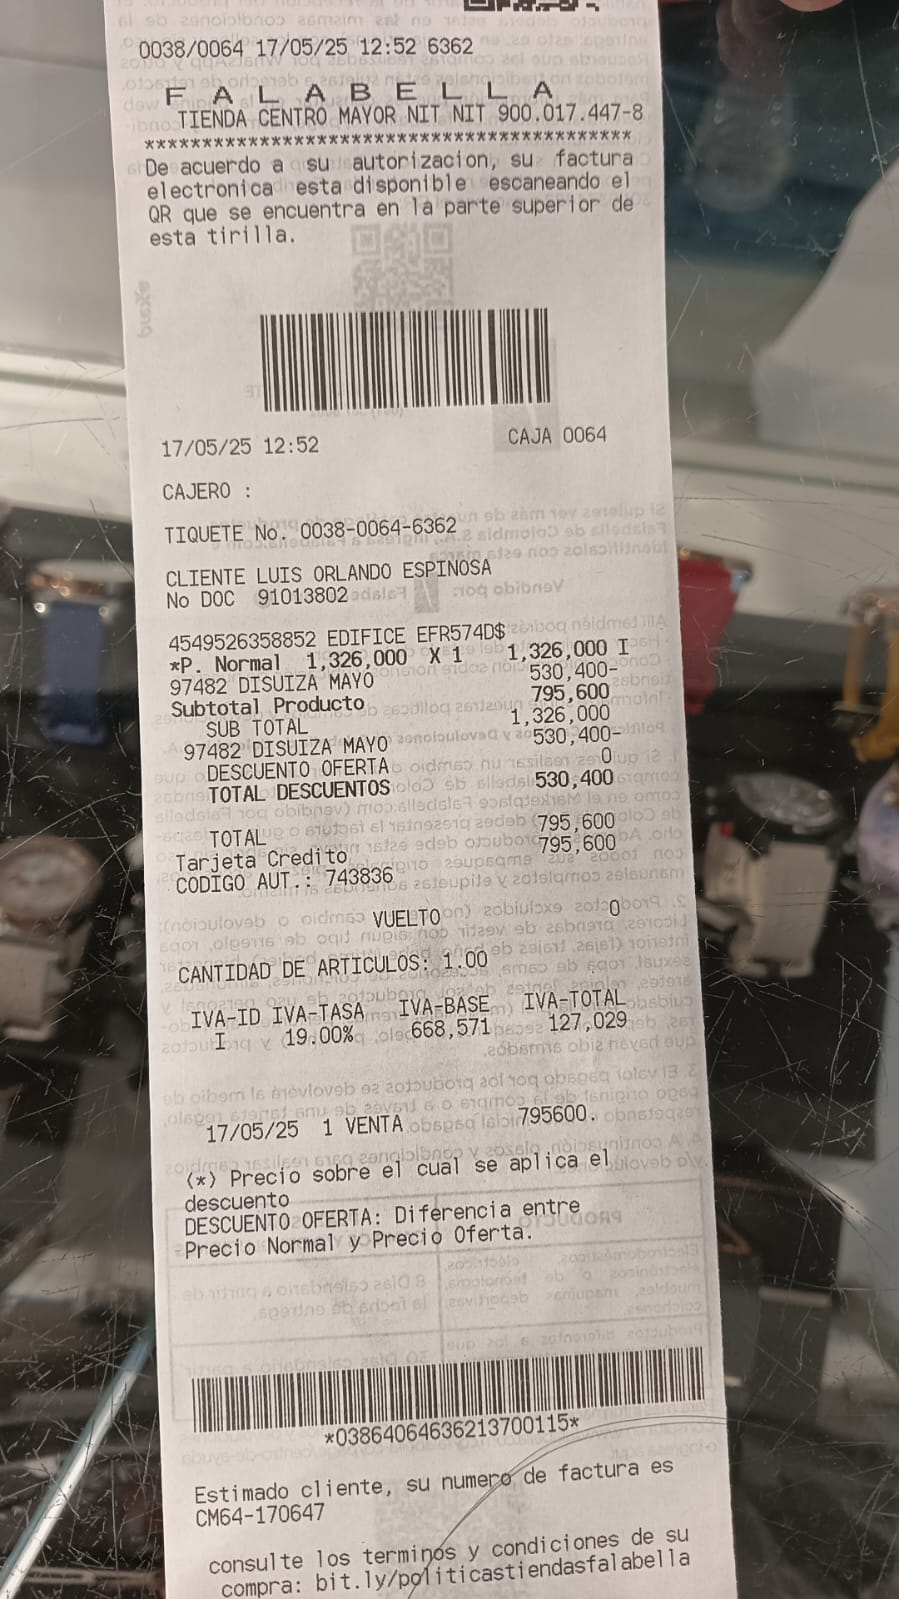 0038/0064 17/05/25 12:52 6362
F A L A B E L L A
TIENDA CENTRO MAYOR NIT NIT 900.017.447-8
******************************************
De acuerdo a su autorizacion, su factura
electronica esta disponible escaneando el
QR que se encuentra en la parte superior de
esta tirilla.
17/05/25 12:52 CAJA 0064
CAJERO :
TIQUETE No. 0038-0064-6362
CLIENTE LUIS ORLANDO ESPINOSA
No DOC 91013802
4549526358852 EDIFICE EFR574D$
*P. Normal 1,326,000 X 1 1,326,000 I
97482 DISUIZA MAYO 530,400-
Subtotal Producto 795,600
SUB TOTAL 1,326,000
97482 DISUIZA MAYO 530,400-
DESCUENTO OFERTA 0
TOTAL DESCUENTOS 530,400
TOTAL 795,600
Tarjeta Credito 795,600
CODIGO AUT.: 743836
VUELTO 0
CANTIDAD DE ARTICULOS: 1.00
IVA-ID IVA-TASA IVA-BASE IVA-TOTAL
I 19.00% 668,571 127,029
17/05/25 1 VENTA 795600.
(*) Precio sobre el cual se aplica el
descuento
DESCUENTO OFERTA: Diferencia entre
Precio Normal y Precio Oferta.
*03864064636213700115*
Estimado cliente, su numero de factura es
CM64-170647
consulte los terminos y condiciones de su
compra: bit.ly/politicastiendasfalabella